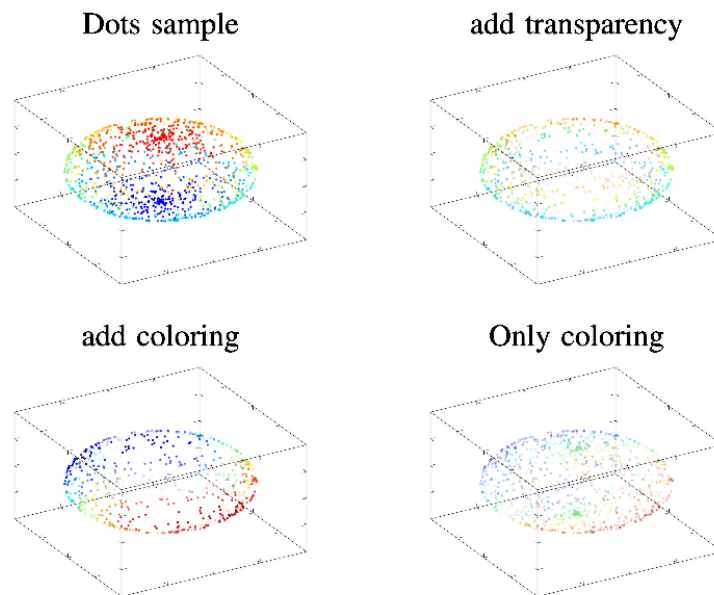 Dots sample
add transparency
add coloring
Only coloring